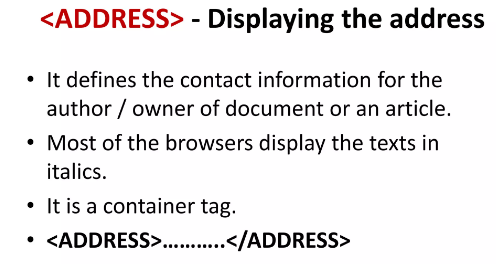 <ADDRESS> - Displaying the address
• It defines the contact information for the
author / owner of document or an article.
• Most of the browsers display the texts in
italics.
• It is a container tag.
• <ADDRESS>………..</ADDRESS>